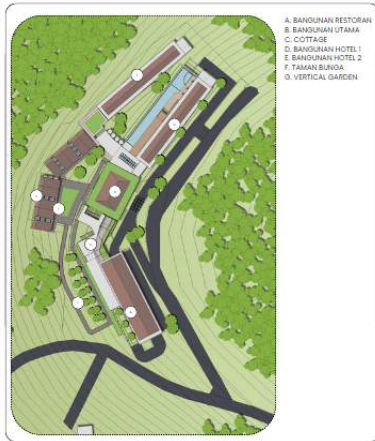 A. BANGUNAN RESTORAN
B. BANGUNAN UTAMA
C. COTTAGE
D. BANGUNAN HOTEL 1
E. BANGUNAN HOTEL 2
F. TAMAN BUNGA
G. VERTICAL GARDEN